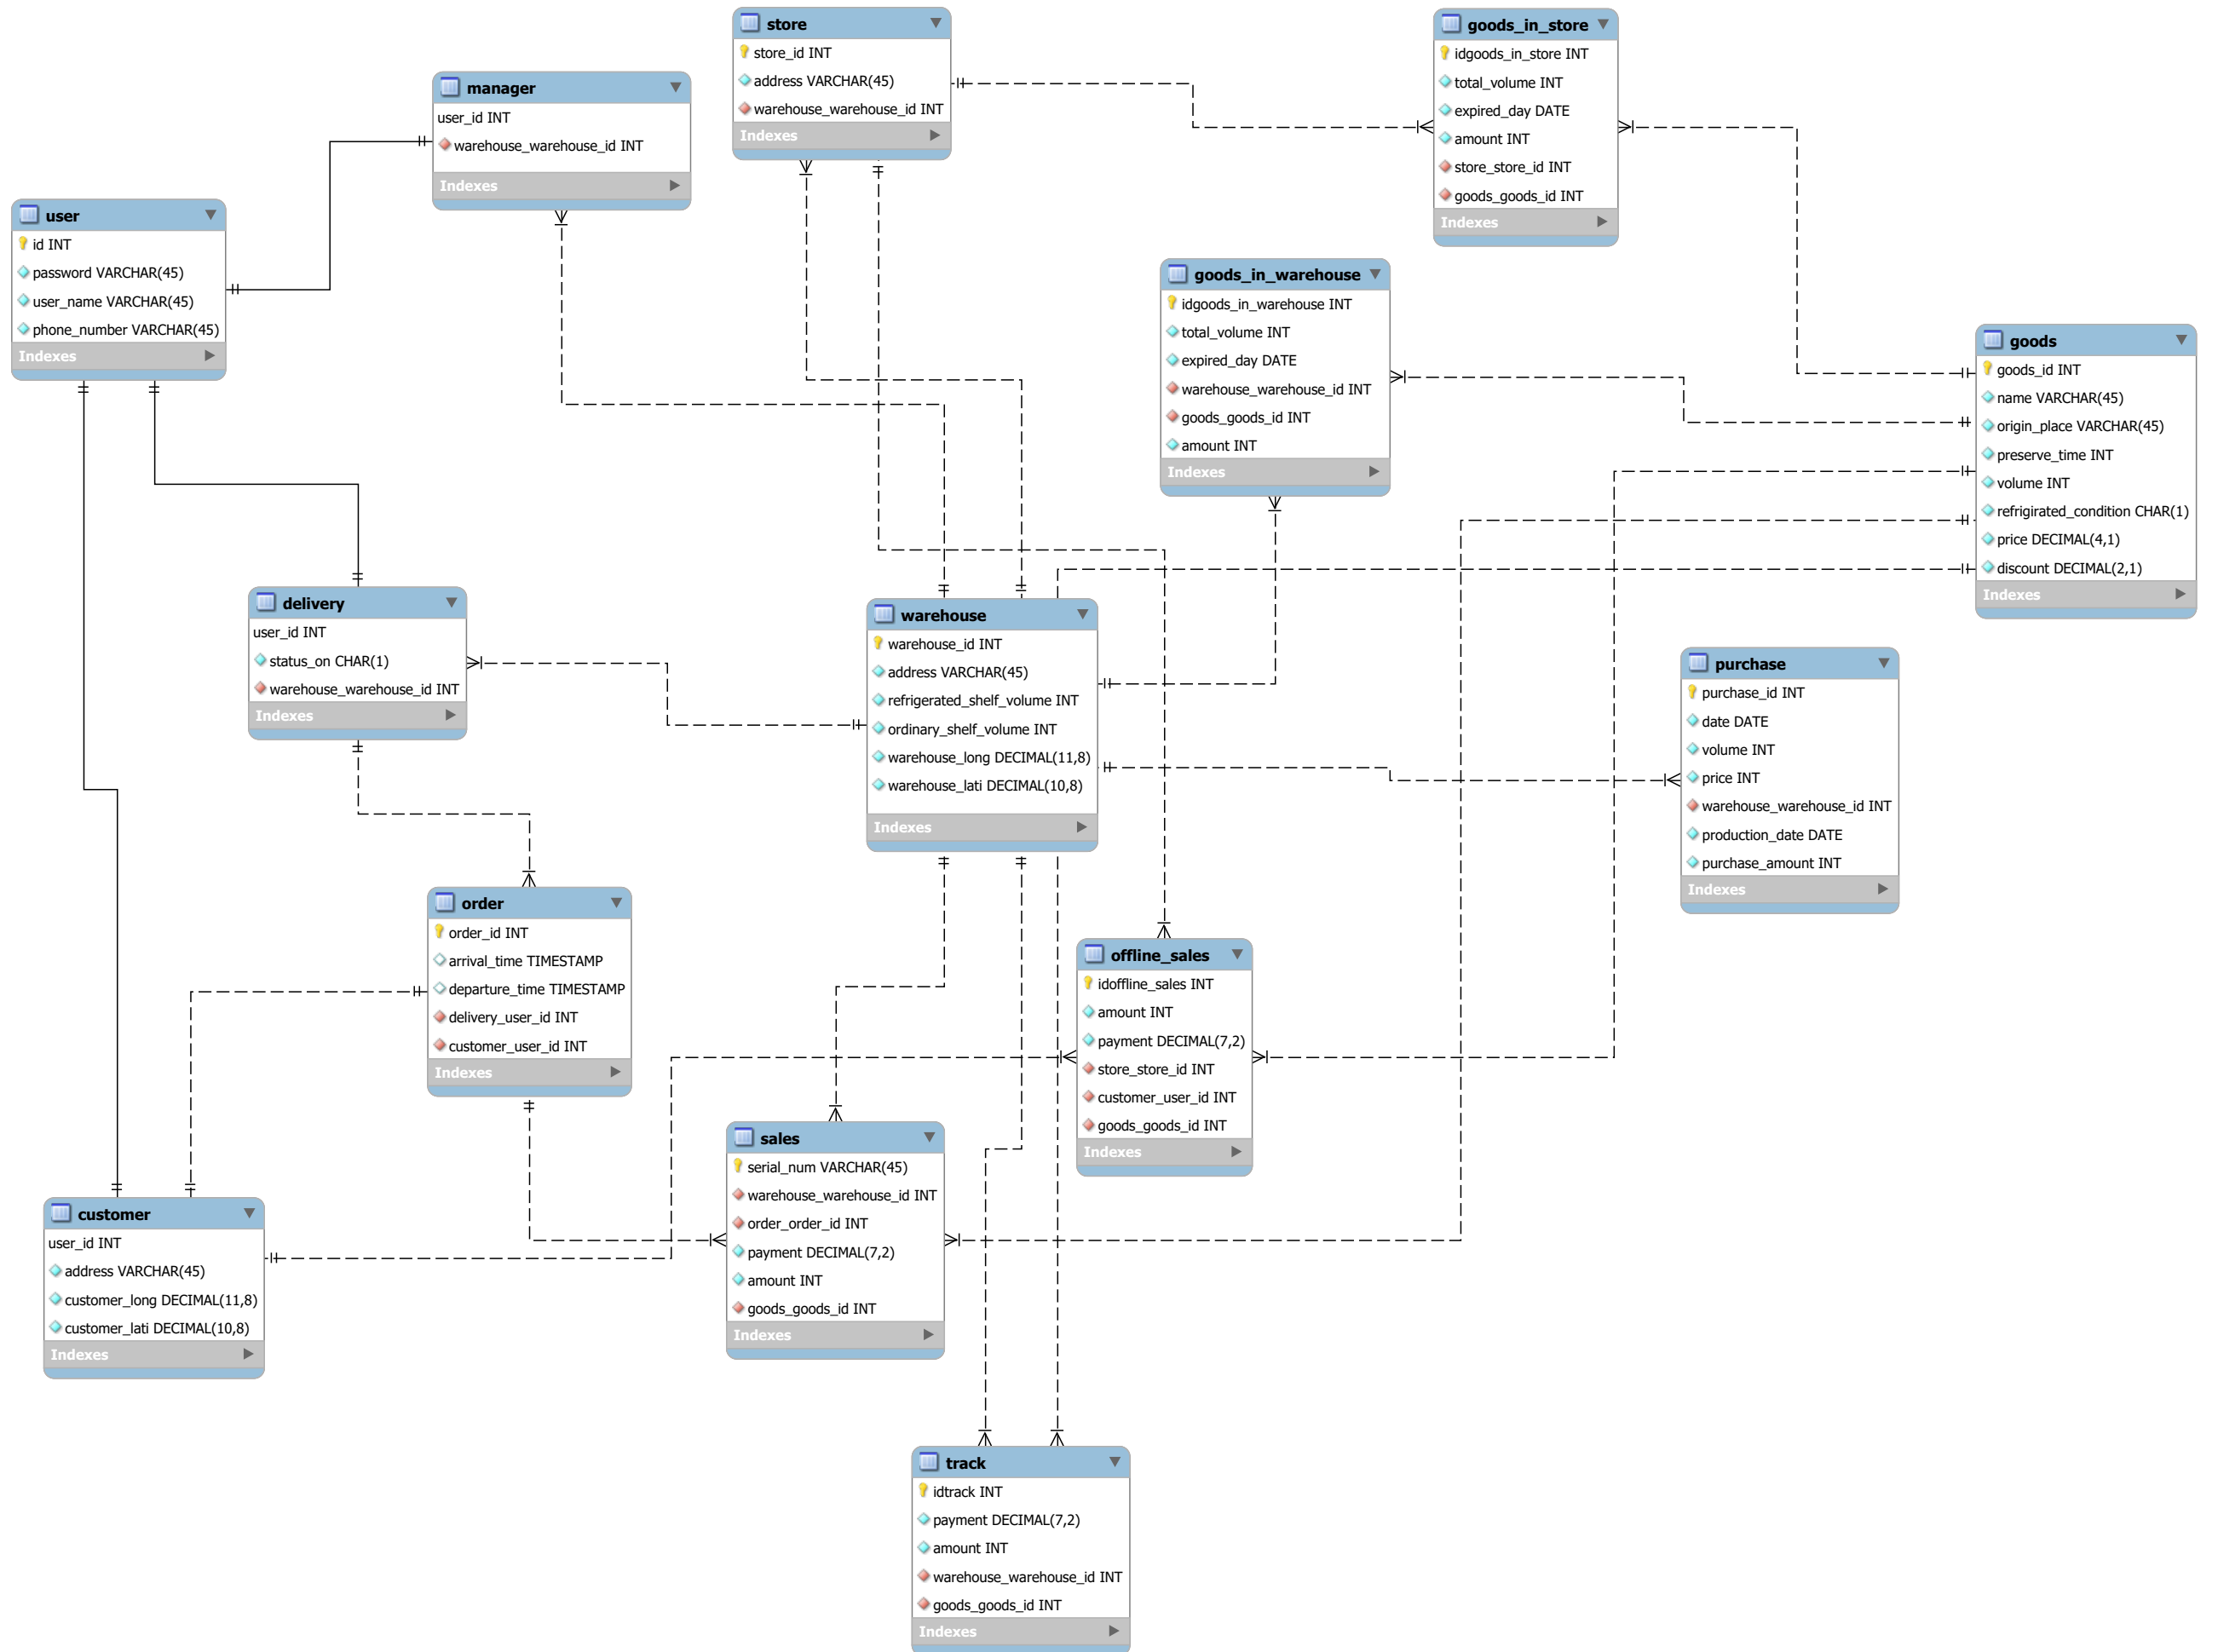 store
store_id INT
address VARCHAR(45)
warehouse_warehouse_id INT
Indexes
goods_in_store
idgoods_in_store INT
total_volume INT
expired_day DATE
amount INT
store_store_id INT
goods_goods_id INT
Indexes
manager
user_id INT
warehouse_warehouse_id INT
Indexes
user
id INT
password VARCHAR(45)
user_name VARCHAR(45)
phone_number VARCHAR(45)
Indexes
goods_in_warehouse
idgoods_in_warehouse INT
total_volume INT
expired_day DATE
warehouse_warehouse_id INT
goods_goods_id INT
amount INT
Indexes
goods
goods_id INT
name VARCHAR(45)
origin_place VARCHAR(45)
preserve_time INT
volume INT
refrigirated_condition CHAR(1)
price DECIMAL(4,1)
discount DECIMAL(2,1)
Indexes
delivery
user_id INT
status_on CHAR(1)
warehouse_warehouse_id INT
Indexes
warehouse
warehouse_id INT
address VARCHAR(45)
refrigerated_shelf_volume INT
ordinary_shelf_volume INT
warehouse_long DECIMAL(11,8)
warehouse_lati DECIMAL(10,8)
Indexes
purchase
purchase_id INT
date DATE
volume INT
price INT
warehouse_warehouse_id INT
production_date DATE
purchase_amount INT
Indexes
order
order_id INT
arrival_time TIMESTAMP
departure_time TIMESTAMP
delivery_user_id INT
customer_user_id INT
Indexes
offline_sales
idoffline_sales INT
amount INT
payment DECIMAL(7,2)
store_store_id INT
customer_user_id INT
goods_goods_id INT
Indexes
sales
serial_num VARCHAR(45)
warehouse_warehouse_id INT
order_order_id INT
payment DECIMAL(7,2)
amount INT
goods_goods_id INT
Indexes
customer
user_id INT
address VARCHAR(45)
customer_long DECIMAL(11,8)
customer_lati DECIMAL(10,8)
Indexes
track
idtrack INT
payment DECIMAL(7,2)
amount INT
warehouse_warehouse_id INT
goods_goods_id INT
Indexes